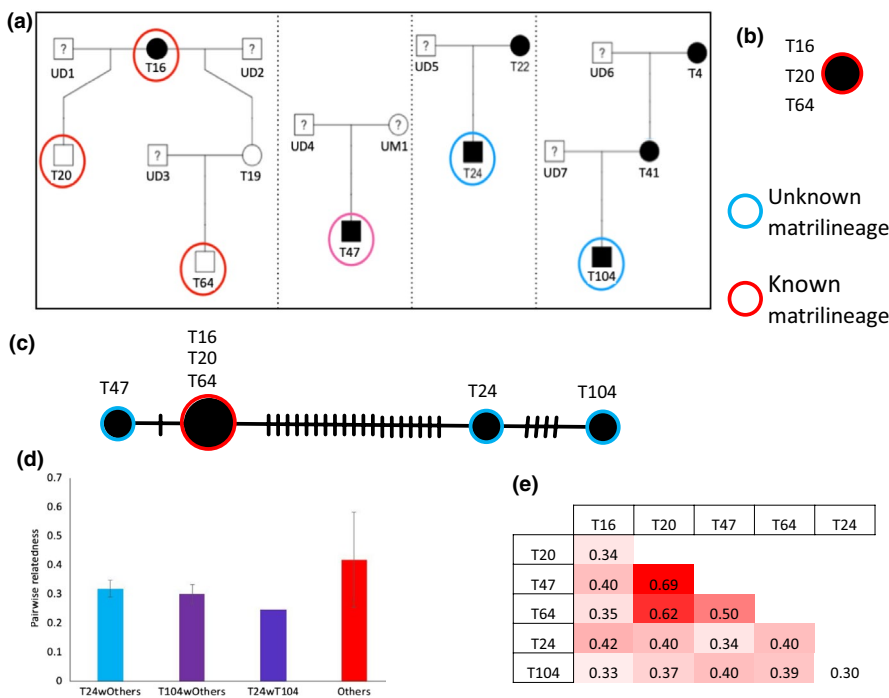 (a)
? T16 ?
UD1 UD2
? T19
T20 UD3
T64
? ?
UD4 UM1
T47
?
UD5 T22
T24
?
UD6 T4
?
UD7 T41
T104
(b)
T16
T20
T64
Unknown
matrilineage
Known
matrilineage
(c)
T47
T16
T20
T64
T24
T104
(d)
Pairwise relatedness
0.7
0.6
0.5
0.4
0.3
0.2
0.1
0
T24wOthers T104wOthers T24wT104 Others
(e)
T16 T20 T47 T64 T24
T20 0.34
T47 0.40 0.69
T64 0.35 0.62 0.50
T24 0.42 0.40 0.34 0.40
T104 0.33 0.37 0.40 0.39 0.30